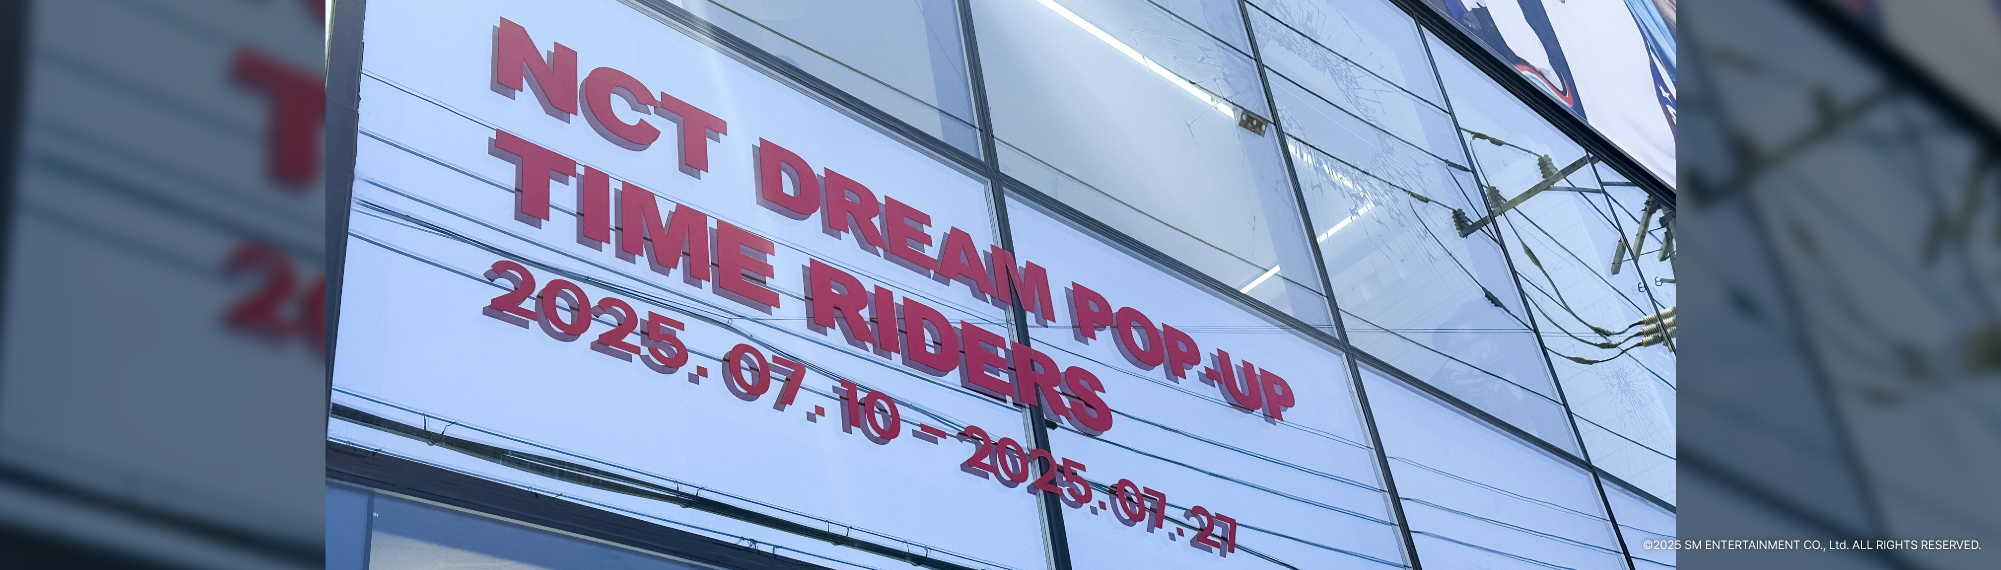 NCT DREAM POP-UP
TIME RIDERS
2025. 07.10 – 2025.07.27
©2025 SM ENTERTAINMENT CO., Ltd. ALL RIGHTS RESERVED.